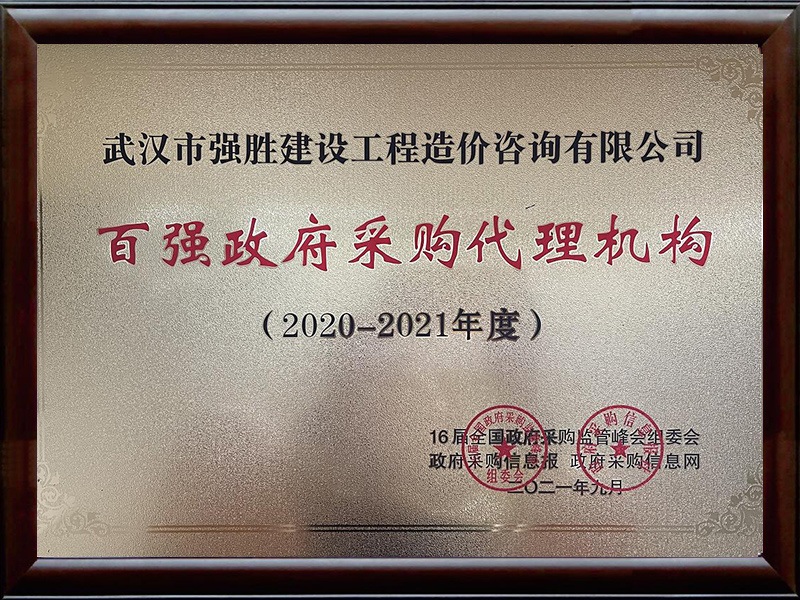 武汉市强胜建设工程造价咨询有限公司
百强政府采购代理机构
（2020-2021年度）
16届全国政府采购监管峰会组委会
政府采购信息报 政府采购信息网
二〇二一年九月
组委会